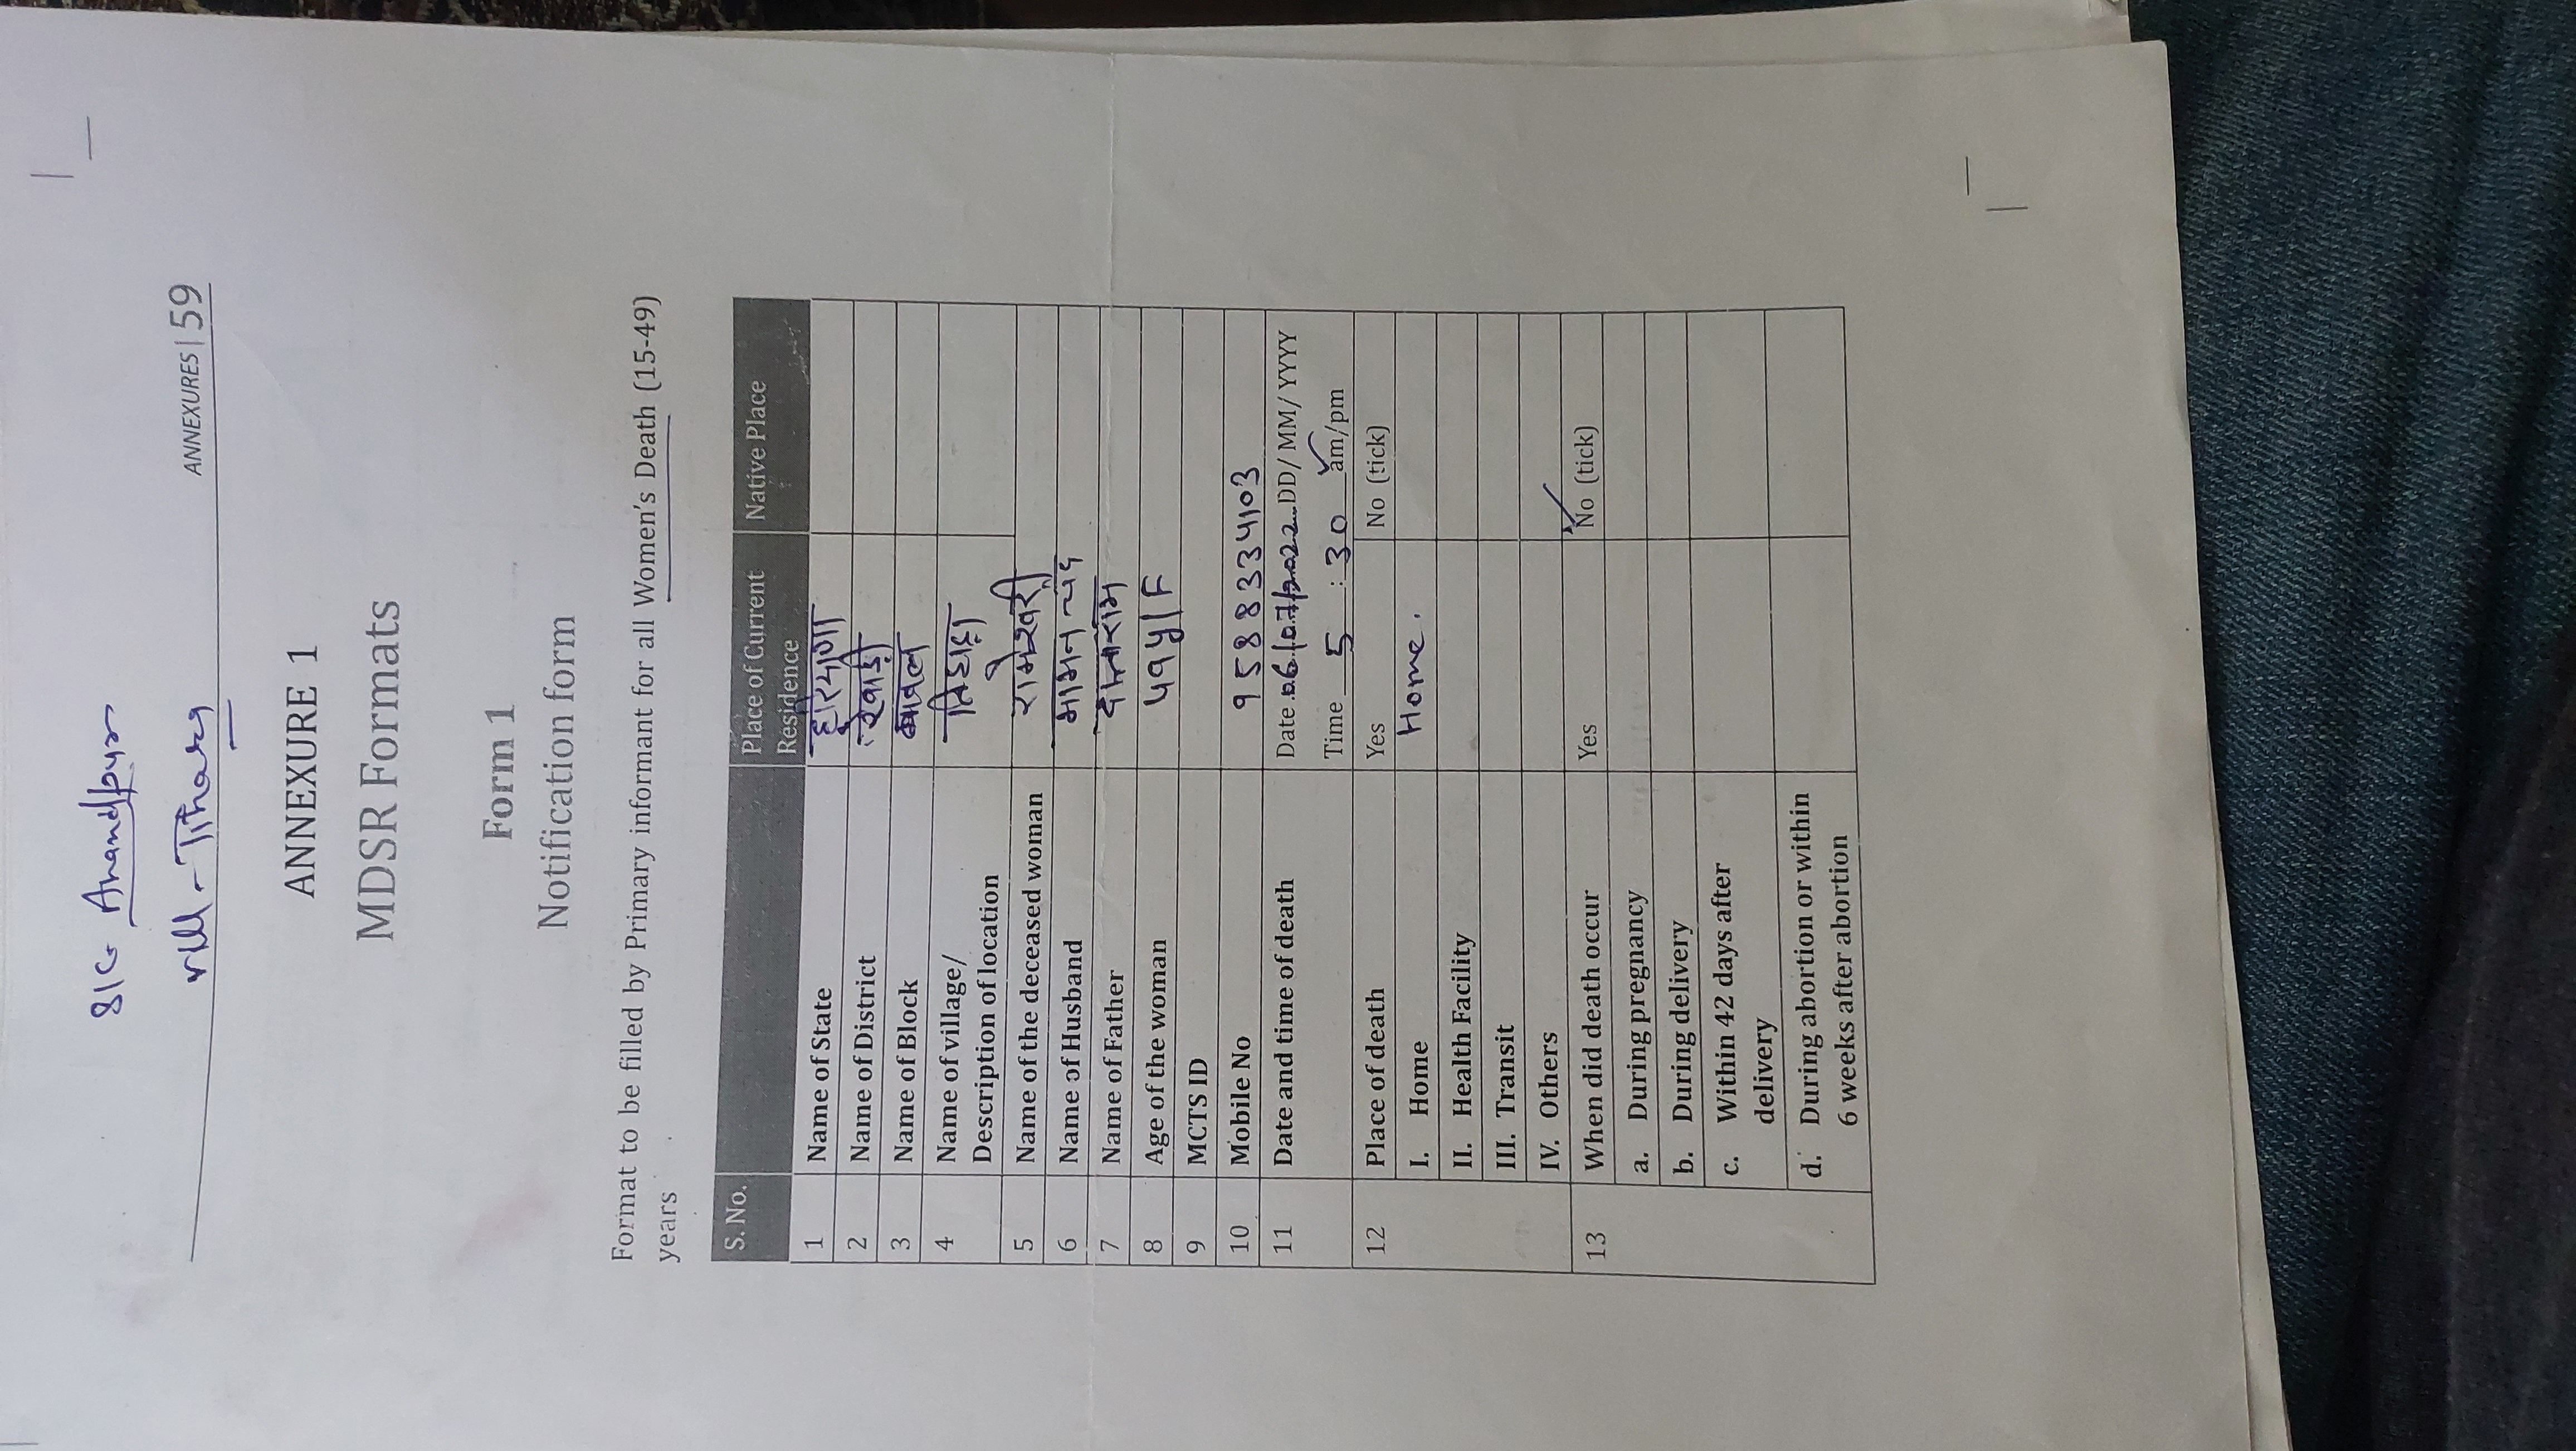 S/C Anandpur
vill - Tihara
ANNEXURES | 59
ANNEXURE 1
MDSR Formats
Form 1
Notification form
Format to be filled by Primary informant for all Women's Death (15-49)
years
S. No. Place of Current Residence Native Place
1 Name of State हरियाणा
2 Name of District रेवाड़ी
3 Name of Block बावल
4 Name of village/ Description of location तिहाड़ा
5 Name of the deceased woman रामेश्वरी
6 Name of Husband मामन चंद
7 Name of Father दाताराम
8 Age of the woman y/F
9 MCTS ID
10 Mobile No 9588334103
11 Date and time of death Date 06/07/2022 DD/ MM/ YYYY
Time 5 : 30 am/pm
12 Place of death Yes No (tick)
I. Home Home.
II. Health Facility
III. Transit
IV. Others
13 When did death occur Yes No (tick)
a. During pregnancy
b. During delivery
c. Within 42 days after
delivery
d. During abortion or within
6 weeks after abortion